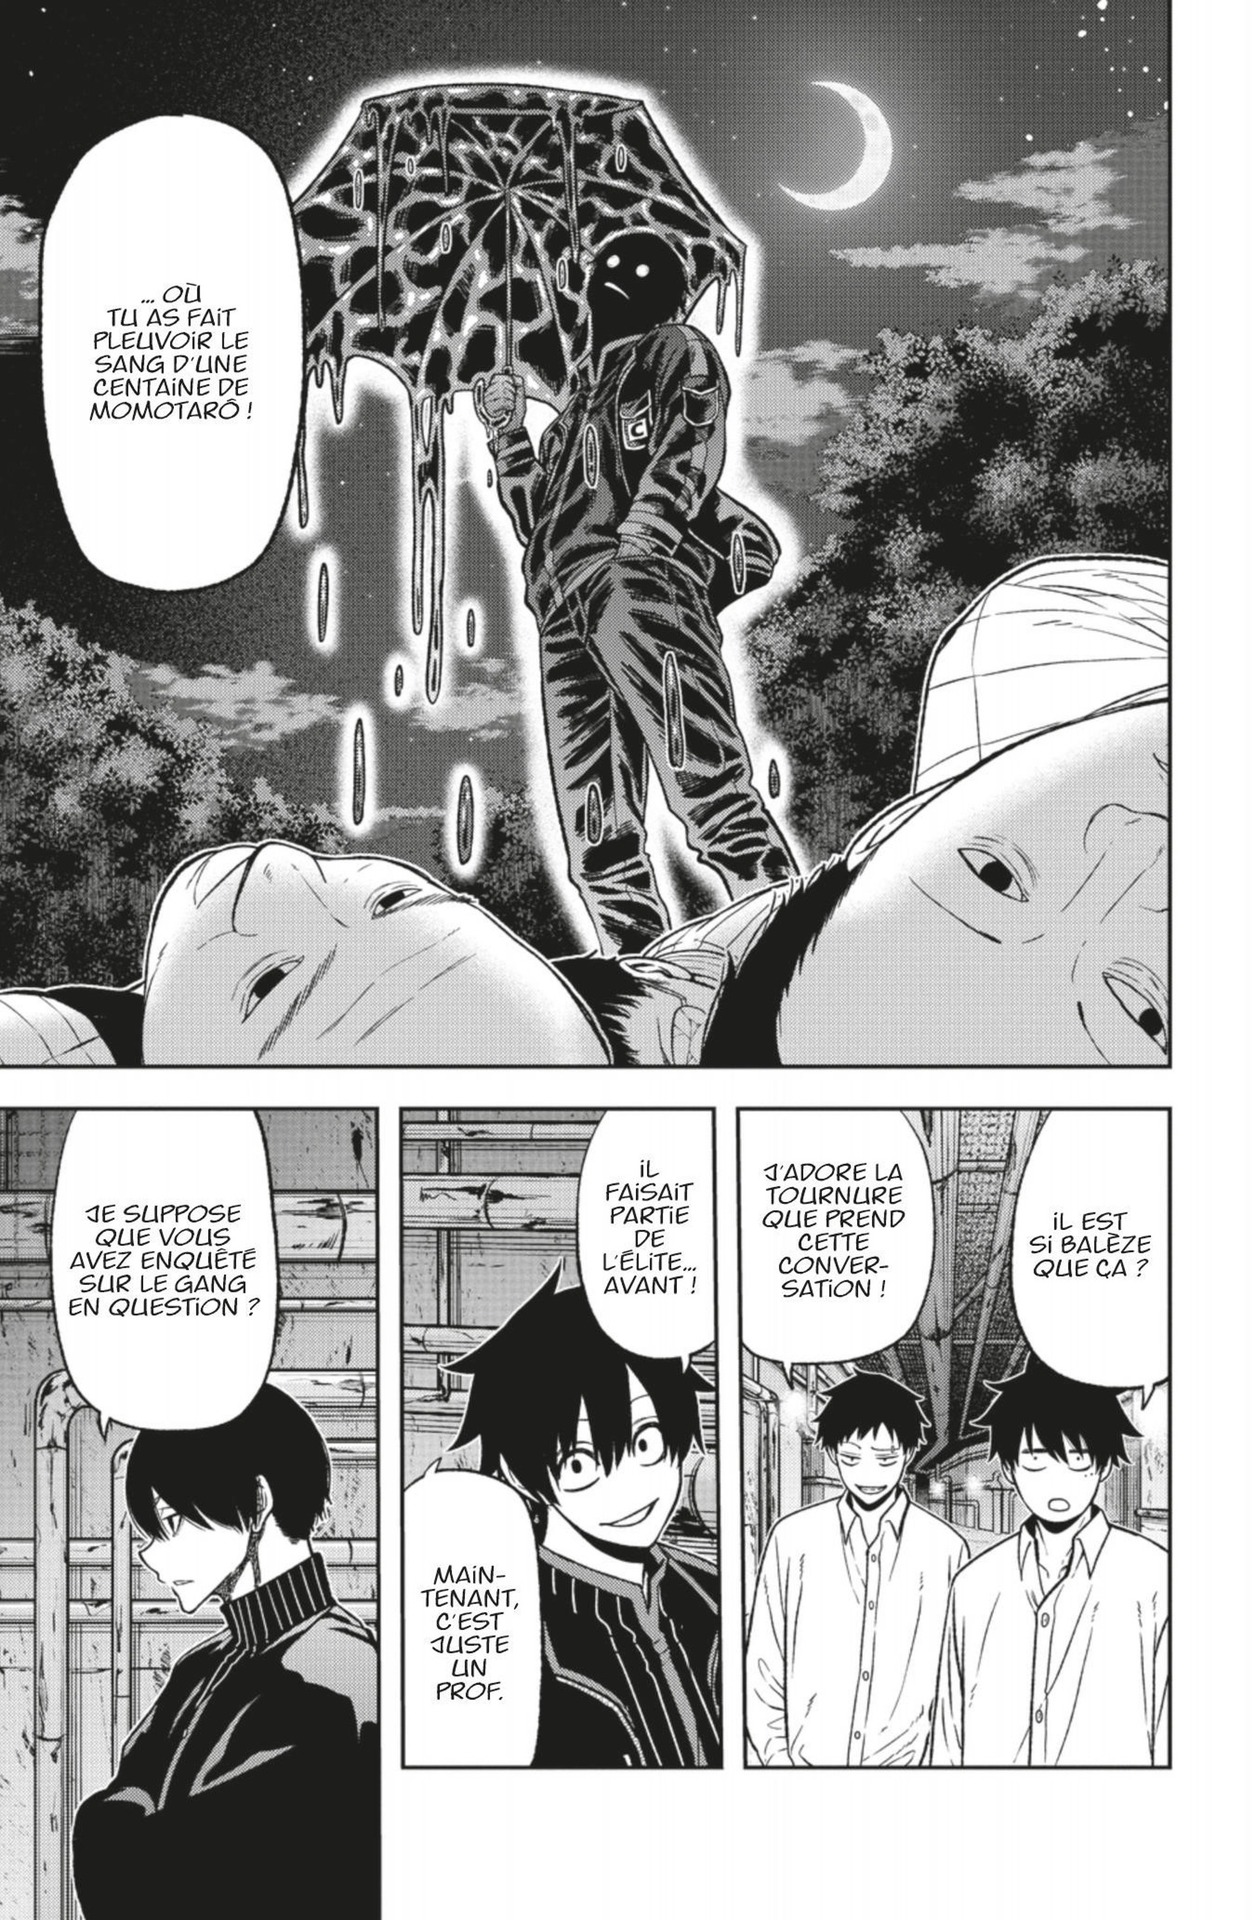 ... OÙ
TU AS FAIT
PLEUVOIR LE
SANG D'UNE
CENTAINE DE
MOMOTARÔ !
C
IL EST
SI BALÈZE
QUE ÇA ?
J'ADORE LA
TOURNURE
QUE PREND
CETTE
CONVER-
SATION !
IL
FAISAIT
PARTIE
DE
L'ÉLITE...
AVANT !
MAIN-
TENANT,
C'EST
JUSTE
UN
PROF.
JE SUPPOSE
QUE VOUS
AVEZ ENQUÊTÉ
SUR LE GANG
EN QUESTION ?